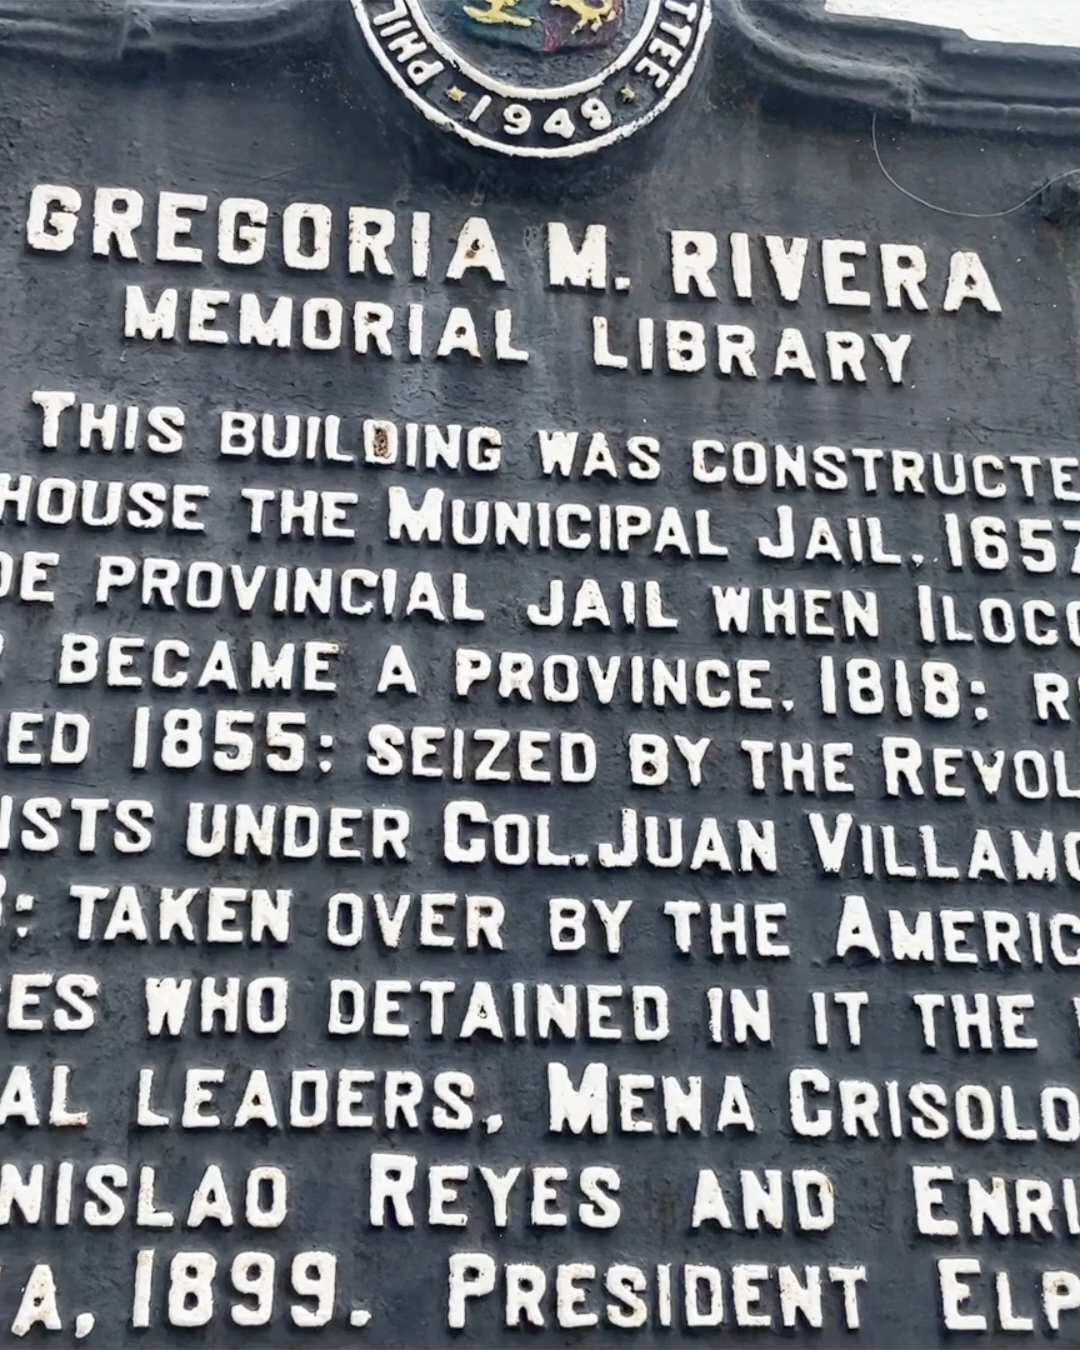 1948
GREGORIA M. RIVERA
MEMORIAL LIBRARY
THIS BUILDING WAS CONSTRUCTE
HOUSE THE MUNICIPAL JAIL, 1657
DE PROVINCIAL JAIL WHEN ILOCO
BECAME A PROVINCE, 1818; R
ED 1855; SEIZED BY THE REVOL
ISTS UNDER COL. JUAN VILLAMO
; TAKEN OVER BY THE AMERIC
ES WHO DETAINED IN IT THE
AL LEADERS, MENA CRISOLO
NISLAO REYES AND ENRI
A, 1899. PRESIDENT ELP